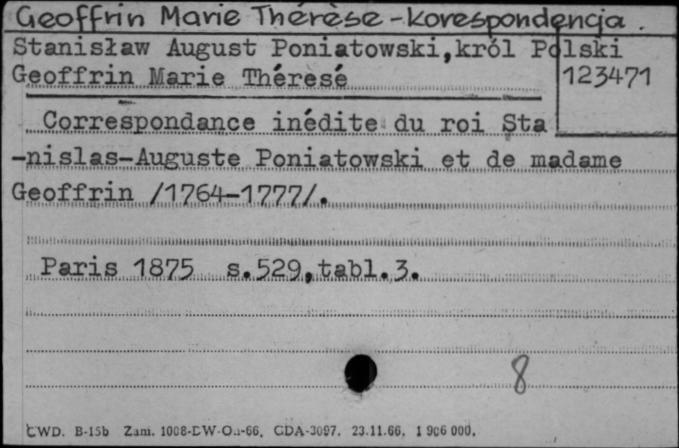 Geoffrin Marie Thérèse - korespondencja.
Stanisław August Poniatowski,król Polski
Geoffrin Marie Théresé
123471
Correspondance inédite du roi Sta
-nislas-Auguste Poniatowski et de madame
Geoffrin /1764-1777/.
Paris 1875 s.529,tabl.3.
8
CWD. B-15b Zam. 1008-DW-On-66. CDA-3097. 23.11.66. 1 906 000.